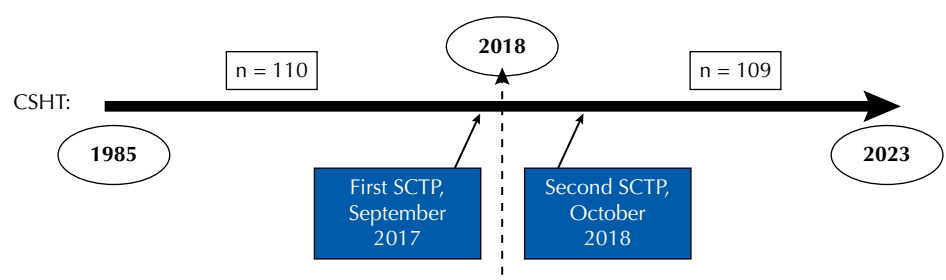 2018
n = 110
n = 109
CSHT:
1985
2023
First SCTP,
September
2017
Second SCTP,
October
2018